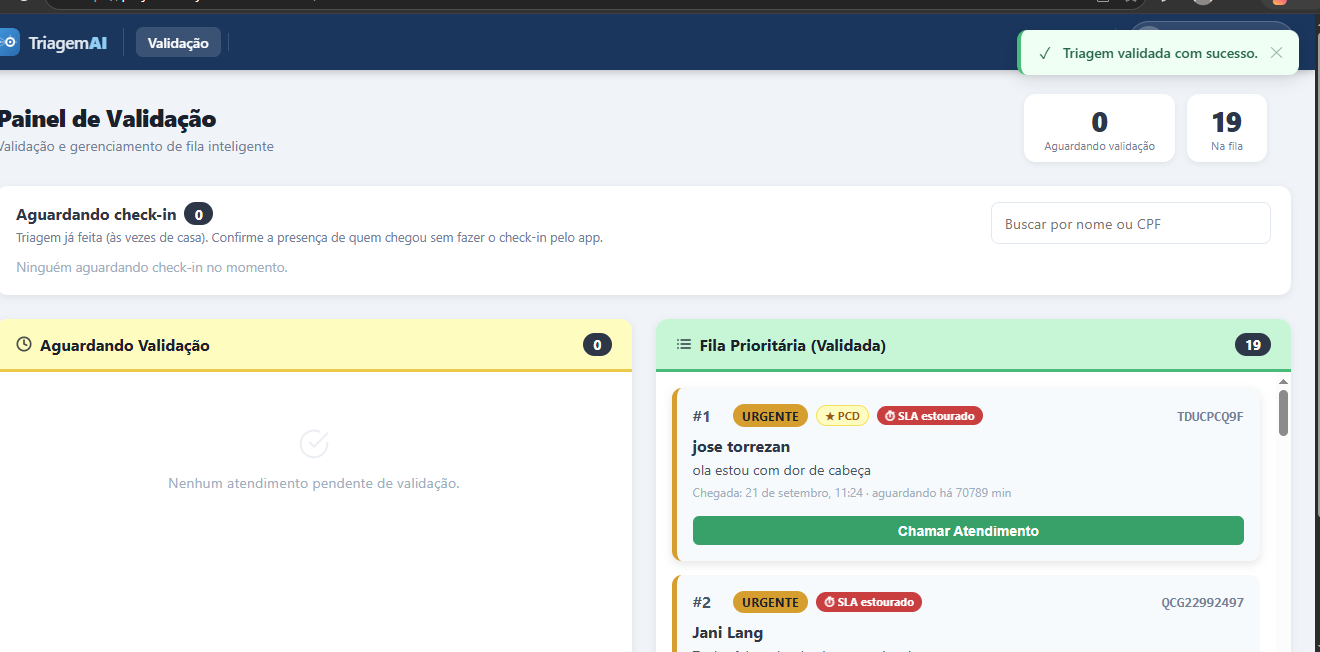 TriagemAI
Validação
✓ Triagem validada com sucesso. ×
Painel de Validação
Validação e gerenciamento de fila inteligente
0
Aguardando validação
19
Na fila
Aguardando check-in 0
Triagem já feita (às vezes de casa). Confirme a presença de quem chegou sem fazer o check-in pelo app.
Ninguém aguardando check-in no momento.
Buscar por nome ou CPF
Aguardando Validação 0
Nenhum atendimento pendente de validação.
Fila Prioritária (Validada) 19
#1 URGENTE ★ PCD SLA estourado TDUCPCQ9F
jose torrezan
ola estou com dor de cabeça
Chegada: 21 de setembro, 11:24 · aguardando há 70789 min
Chamar Atendimento
#2 URGENTE SLA estourado QCG22992497
Jani Lang